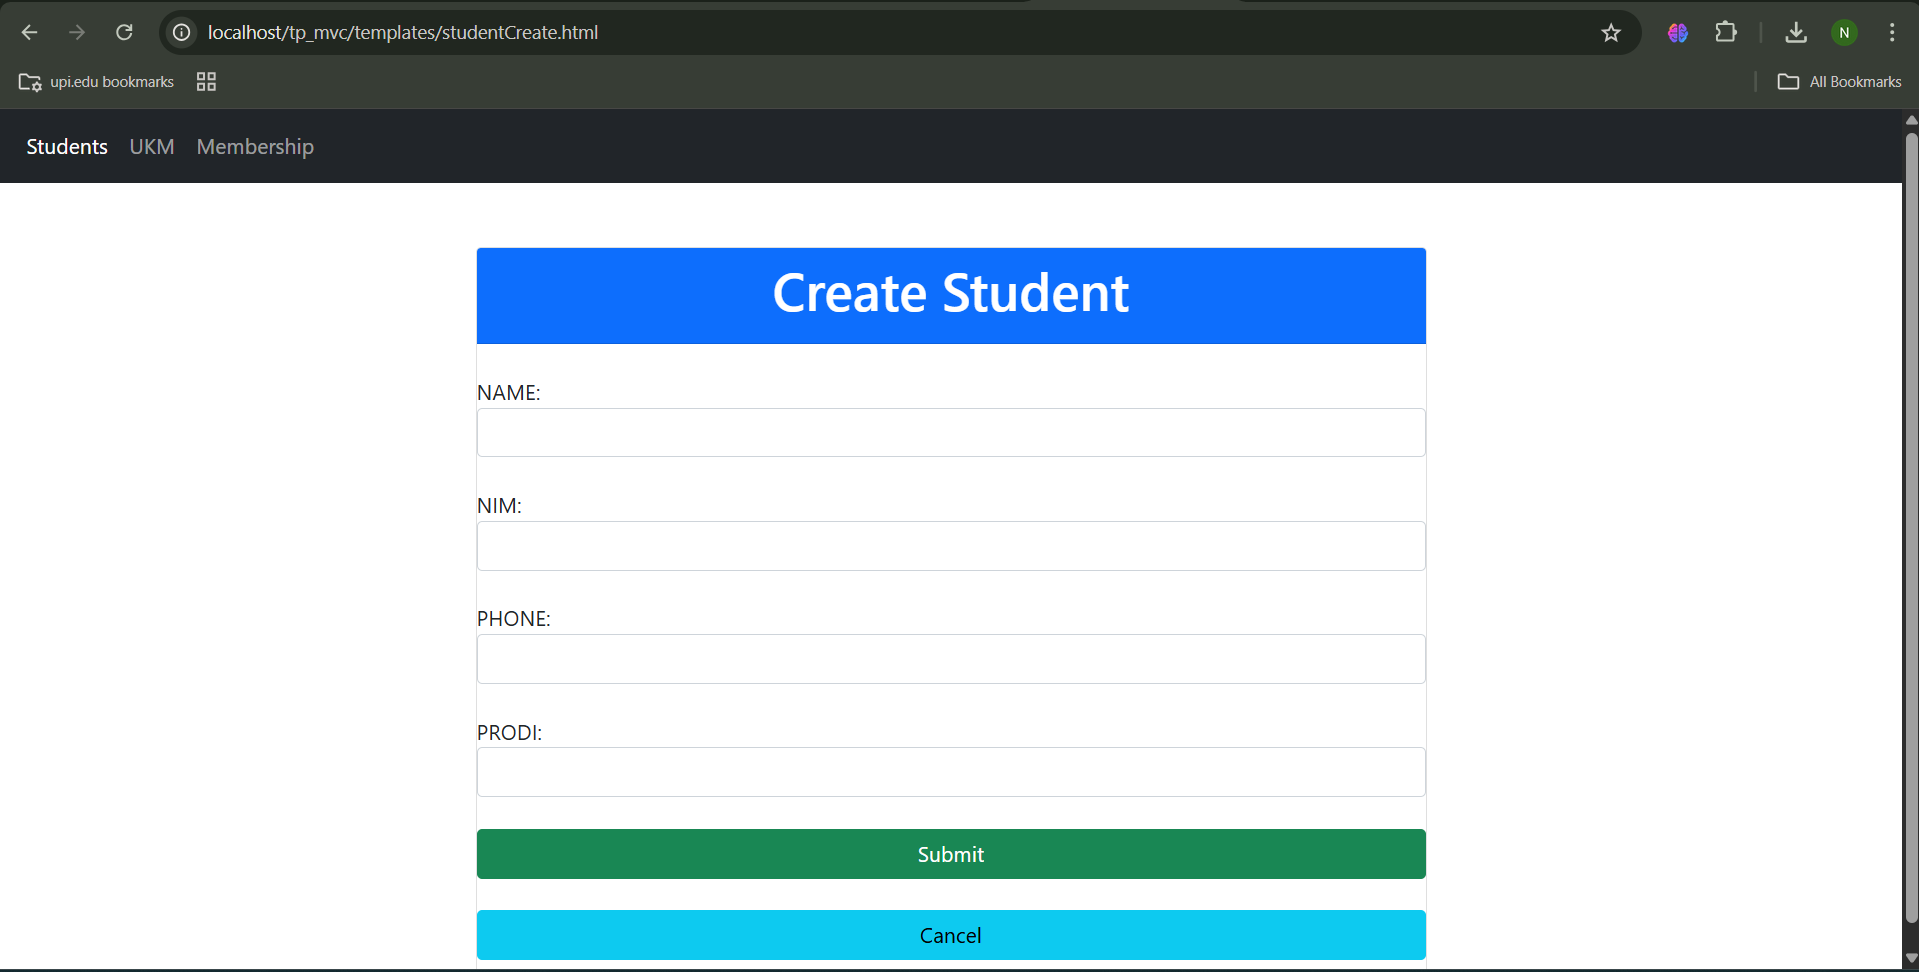 localhost/tp_mvc/templates/studentCreate.html
N
upi.edu bookmarks
All Bookmarks
Students UKM Membership
Create Student
NAME:
NIM:
PHONE:
PRODI:
Submit
Cancel